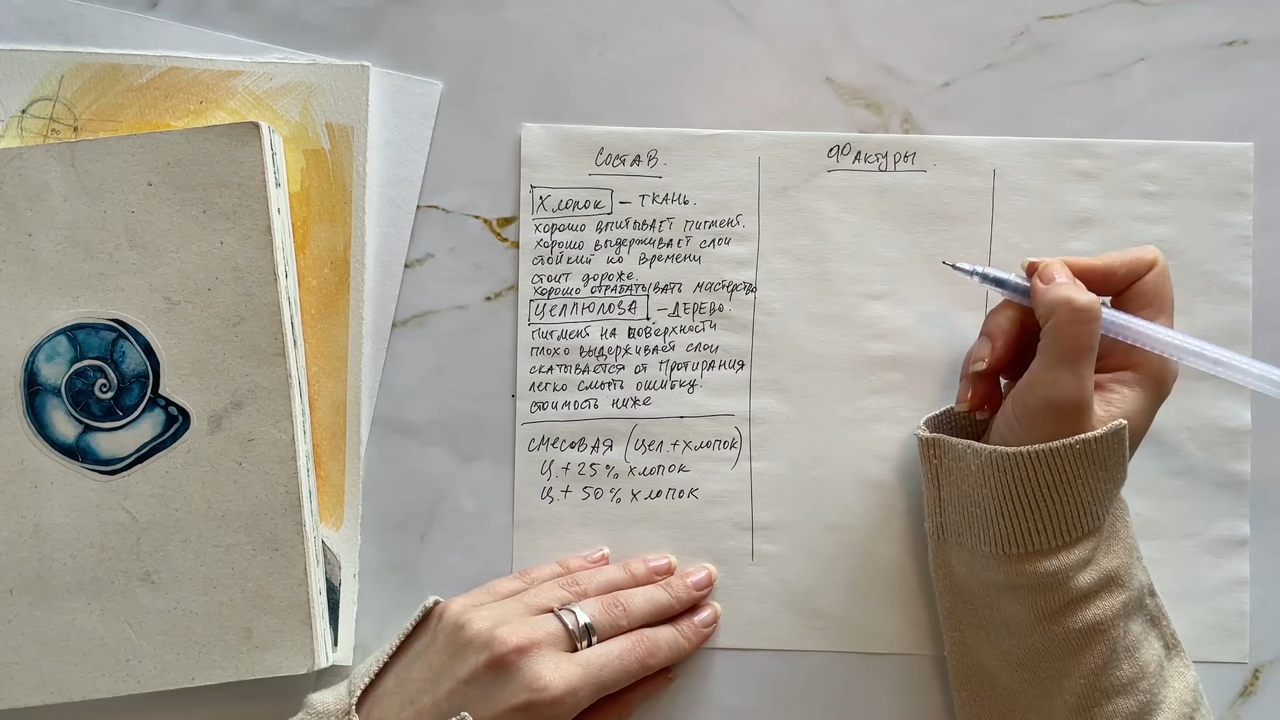 СОСТАВ.
ХЛОПОК — ТКАНЬ.
ХОРОШО ВПИТЫВАЕТ ПИГМЕНТ.
ХОРОШО ВЫДЕРЖИВАЕТ СЛОИ
СТОЙКИЙ КО ВРЕМЕНИ
СТОИТ ДОРОЖЕ
ХОРОШО ОТРАБАТЫВАТЬ МАСТЕРСТВО
ЦЕЛЛЮЛОЗА — ДЕРЕВО.
ПИГМЕНТ НА ПОВЕРХНОСТИ
ПЛОХО ВЫДЕРЖИВАЕТ СЛОИ
СКАТЫВАЕТСЯ ОТ ПРОТИРАНИЯ
ЛЕГКО СМЫТЬ ОШИБКУ.
СТОИМОСТЬ НИЖЕ
СМЕСОВАЯ (ЦЕЛ.+ХЛОПОК)
Ц.+ 25% ХЛОПОК
Ц.+ 50% ХЛОПОК
ФАКТУРЫ.
90